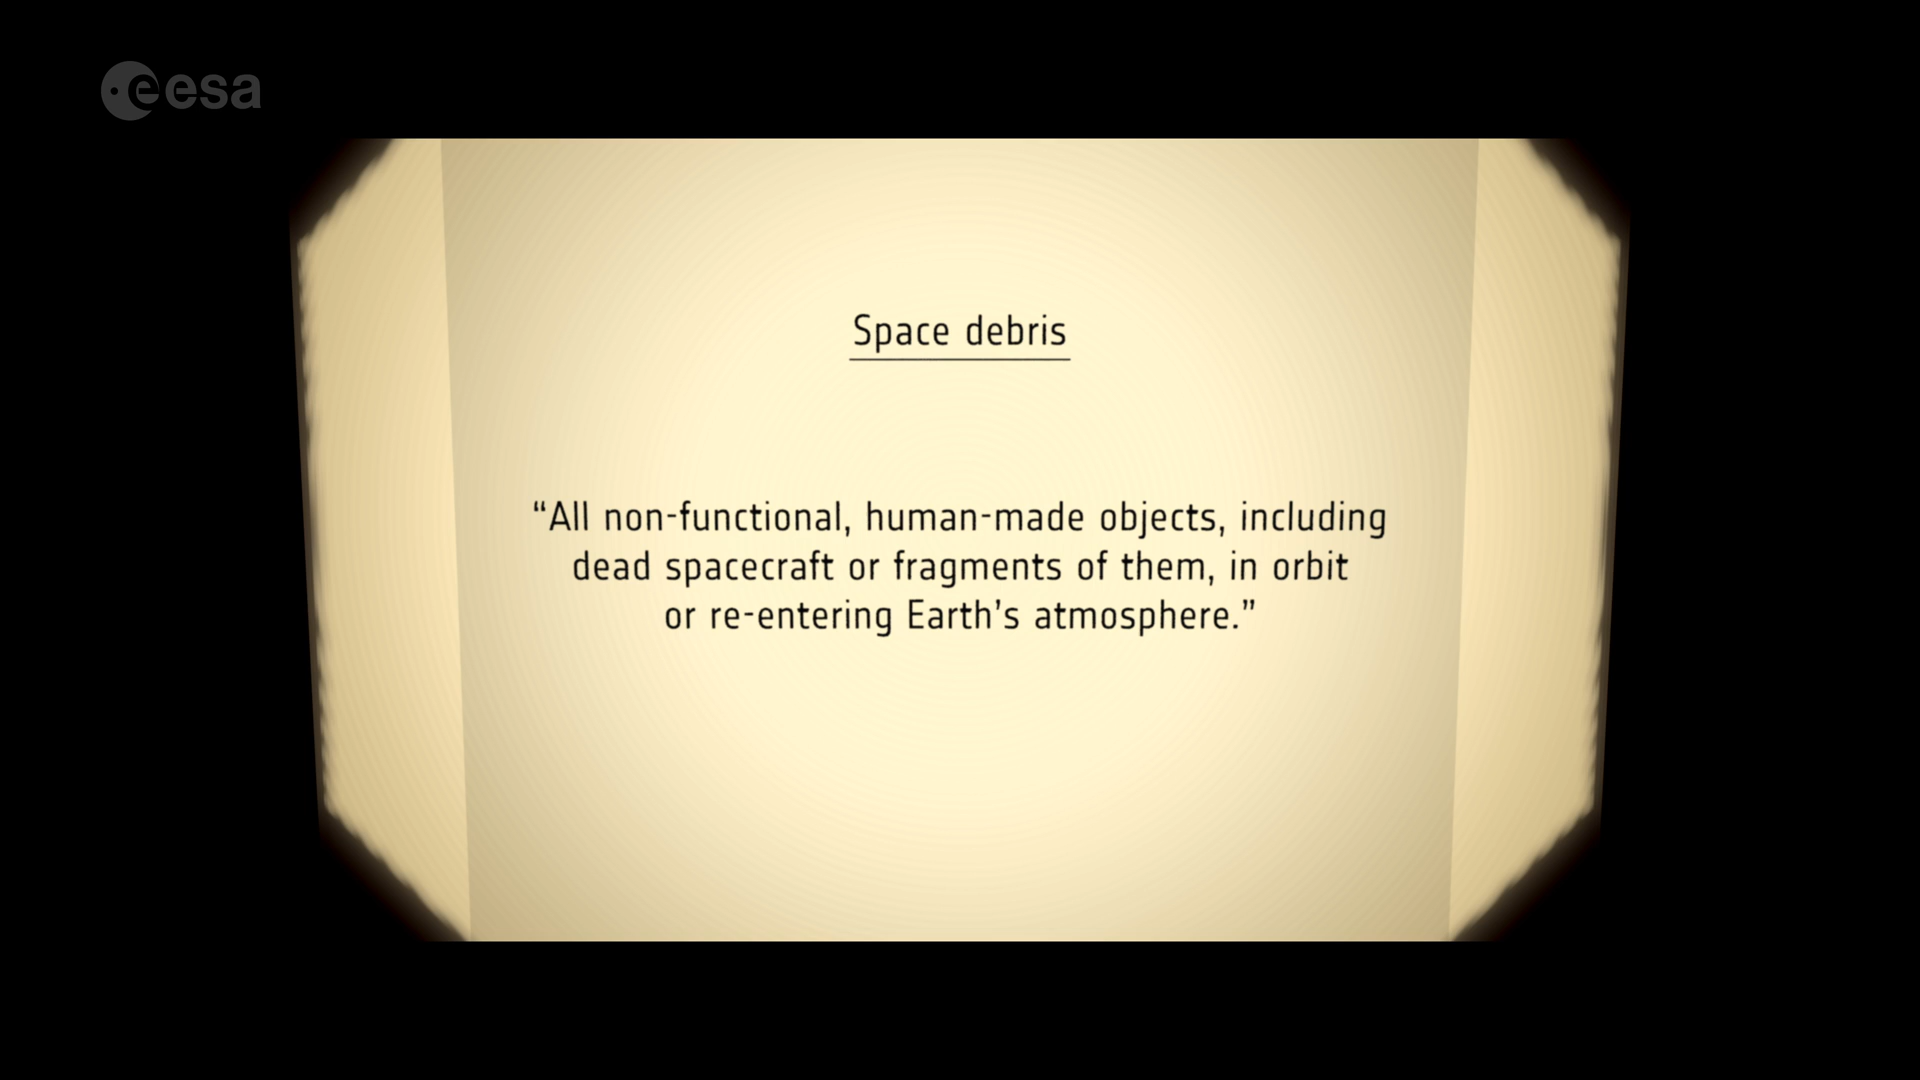 esa
Space debris
“All non-functional, human-made objects, including
dead spacecraft or fragments of them, in orbit
or re-entering Earth’s atmosphere.”